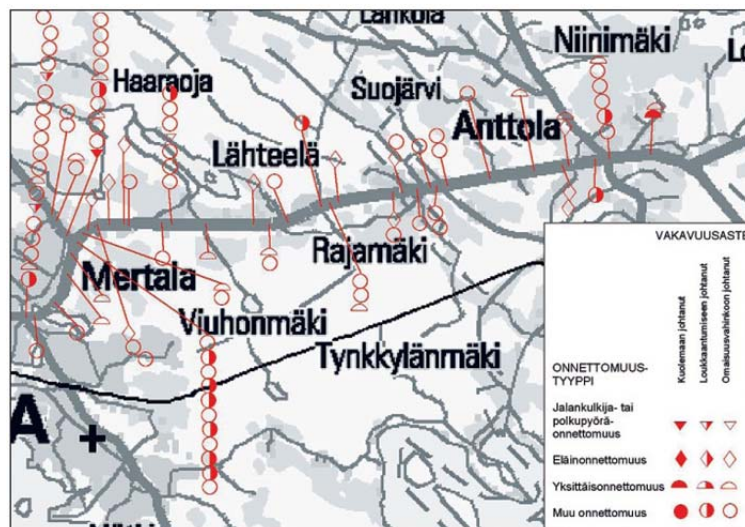 Lankola
Niinimäki
Haaraoja
Suojärvi
Anttola
Lähteelä
Rajamäki
Mertala
Viuhonmäki
Tynkkylänmäki
A
VAKAVUUSASTE
Kuolemaan johtanut
Loukkaantumiseen johtanut
Omaisuusvahinkoon johtanut
ONNETTOMUUS-
TYYPPI
Jalankulkija- tai
polkupyörä-
onnettomuus
Eläinonnettomuus
Yksittäisonnettomuus
Muu onnettomuus